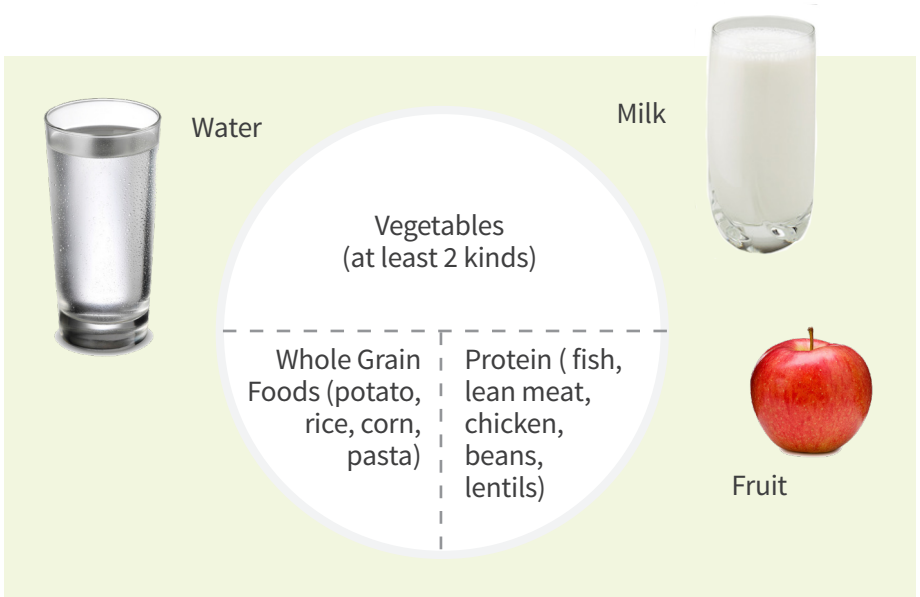 Water
Milk
Vegetables
(at least 2 kinds)
Whole Grain
Foods (potato,
rice, corn,
pasta)
Protein ( fish,
lean meat,
chicken,
beans,
lentils)
Fruit